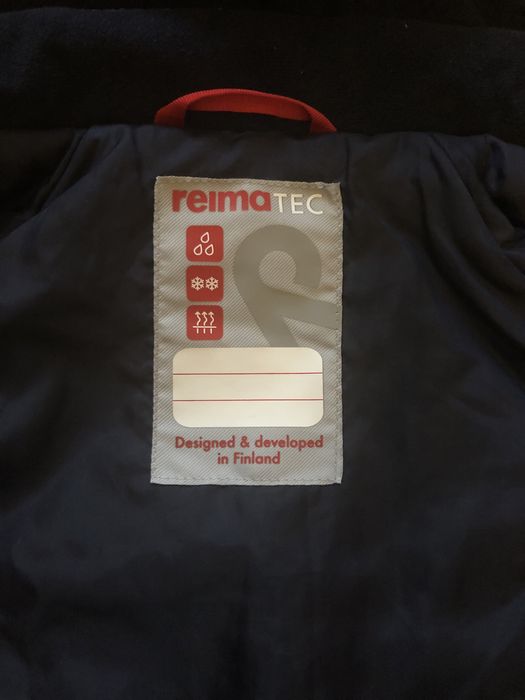 reimaTEC
Designed & developed
in Finland